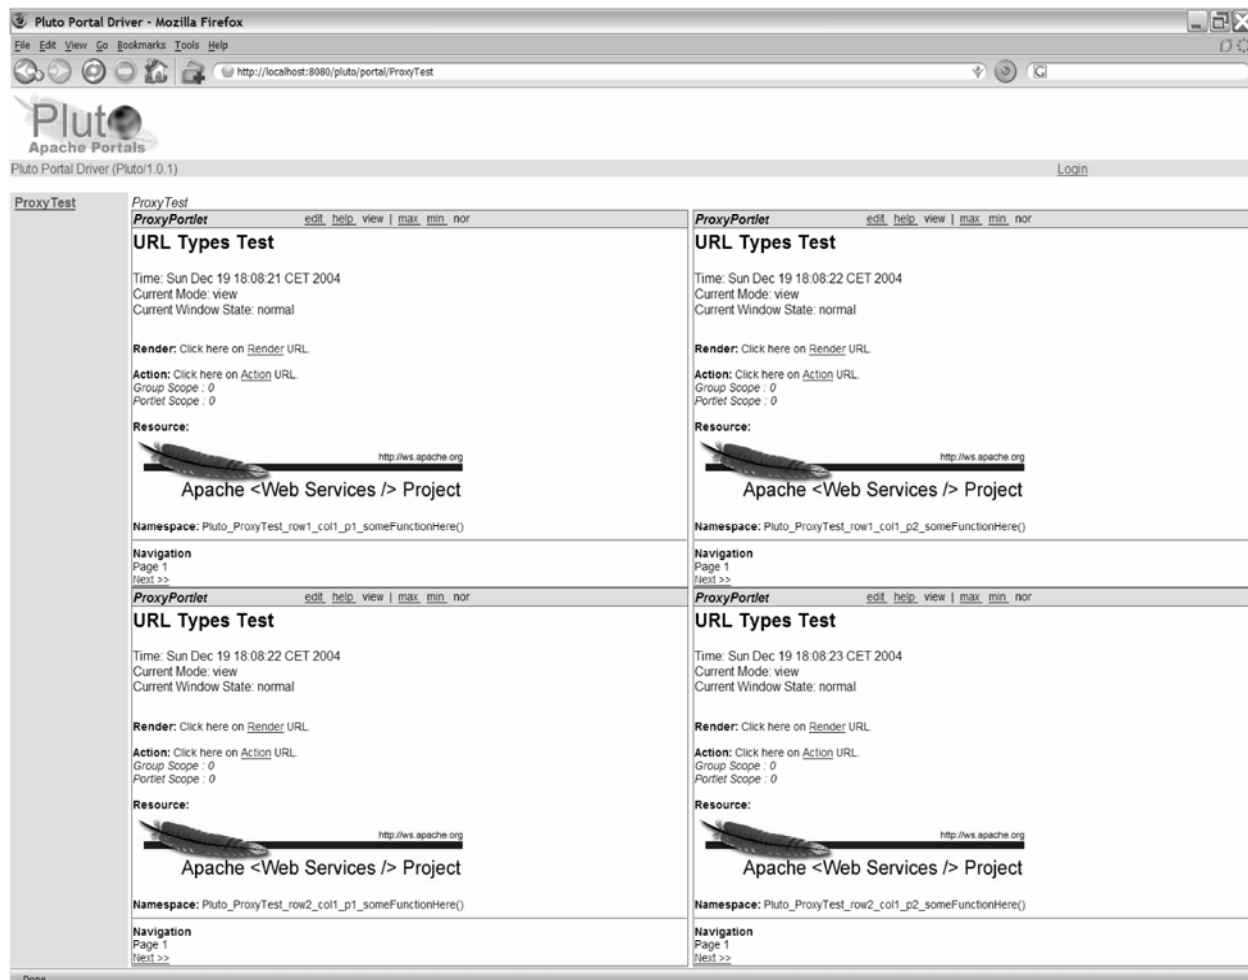 Pluto Portal Driver - Mozilla Firefox
File Edit View Go Bookmarks Tools Help
http://localhost:8080/pluto/portal/ProxyTest
G
Pluto
Apache Portals
Pluto Portal Driver (Pluto/1.0.1) Login
ProxyTest
ProxyTest
ProxyPortlet edit help view | max min nor
URL Types Test
Time: Sun Dec 19 18:08:21 CET 2004
Current Mode: view
Current Window State: normal
Render: Click here on Render URL.
Action: Click here on Action URL.
Group Scope : 0
Portlet Scope : 0
Resource:
http://ws.apache.org
Apache <Web Services /> Project
Namespace: Pluto_ProxyTest_row1_col1_p1_someFunctionHere()
Navigation
Page 1
Next >>
ProxyPortlet edit help view | max min nor
URL Types Test
Time: Sun Dec 19 18:08:22 CET 2004
Current Mode: view
Current Window State: normal
Render: Click here on Render URL.
Action: Click here on Action URL.
Group Scope : 0
Portlet Scope : 0
Resource:
http://ws.apache.org
Apache <Web Services /> Project
Namespace: Pluto_ProxyTest_row1_col1_p2_someFunctionHere()
Navigation
Page 1
Next >>
ProxyPortlet edit help view | max min nor
URL Types Test
Time: Sun Dec 19 18:08:22 CET 2004
Current Mode: view
Current Window State: normal
Render: Click here on Render URL.
Action: Click here on Action URL.
Group Scope : 0
Portlet Scope : 0
Resource:
http://ws.apache.org
Apache <Web Services /> Project
Namespace: Pluto_ProxyTest_row2_col1_p1_someFunctionHere()
Navigation
Page 1
Next >>
ProxyPortlet edit help view | max min nor
URL Types Test
Time: Sun Dec 19 18:08:23 CET 2004
Current Mode: view
Current Window State: normal
Render: Click here on Render URL.
Action: Click here on Action URL.
Group Scope : 0
Portlet Scope : 0
Resource:
http://ws.apache.org
Apache <Web Services /> Project
Namespace: Pluto_ProxyTest_row2_col1_p2_someFunctionHere()
Navigation
Page 1
Next >>
Done